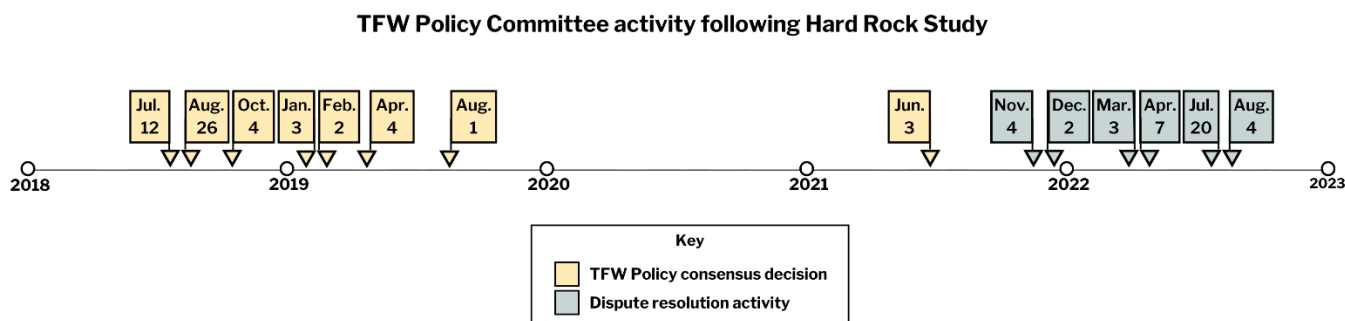 TFW Policy Committee activity following Hard Rock Study
Jul. 12
Aug. 26
Oct. 4
Jan. 3
Feb. 2
Apr. 4
Aug. 1
Jun. 3
Nov. 4
Dec. 2
Mar. 3
Apr. 7
Jul. 20
Aug. 4
2018
2019
2020
2021
2022
2023
Key
TFW Policy consensus decision
Dispute resolution activity